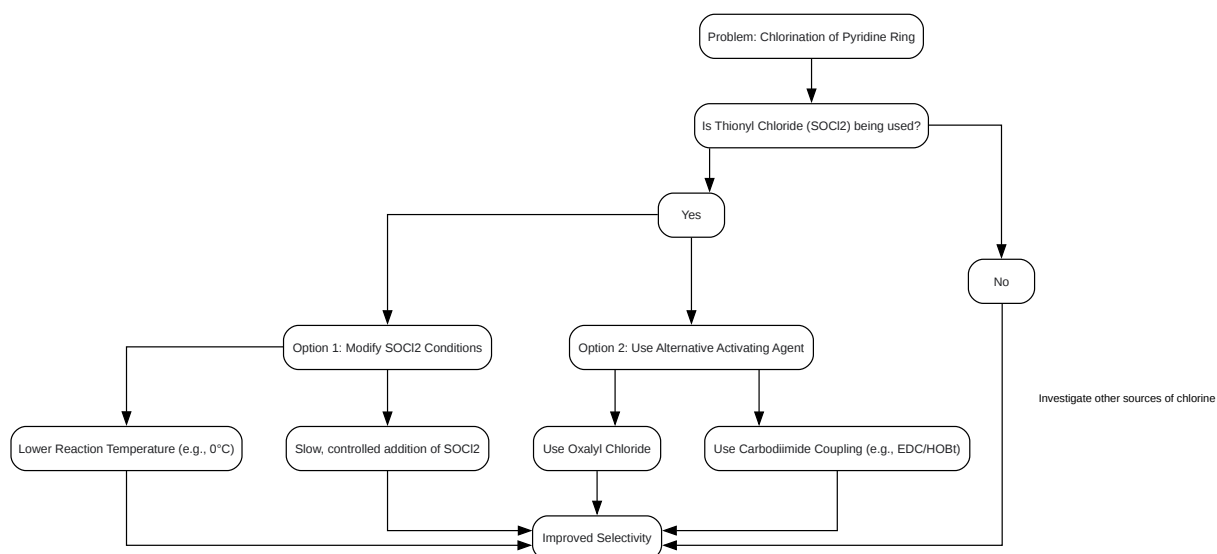 Problem: Chlorination of Pyridine Ring
Is Thionyl Chloride (SOCl2) being used?
Yes
No
Option 1: Modify SOCl2 Conditions
Option 2: Use Alternative Activating Agent
Investigate other sources of chlorine
Lower Reaction Temperature (e.g., 0°C)
Slow, controlled addition of SOCl2
Use Oxalyl Chloride
Use Carbodiimide Coupling (e.g., EDC/HOBt)
Improved Selectivity